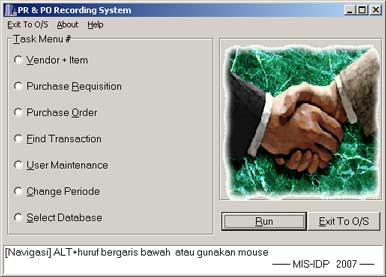 PR & PO Recording System
Exit To O/S About Help
Task Menu #
Vendor + Item
Purchase Requisition
Purchase Order
Find Transaction
User Maintenance
Change Periode
Select Database
Run Exit To O/S
[Navigasi] ALT+huruf bergaris bawah atau gunakan mouse
MIS-IDP 2007